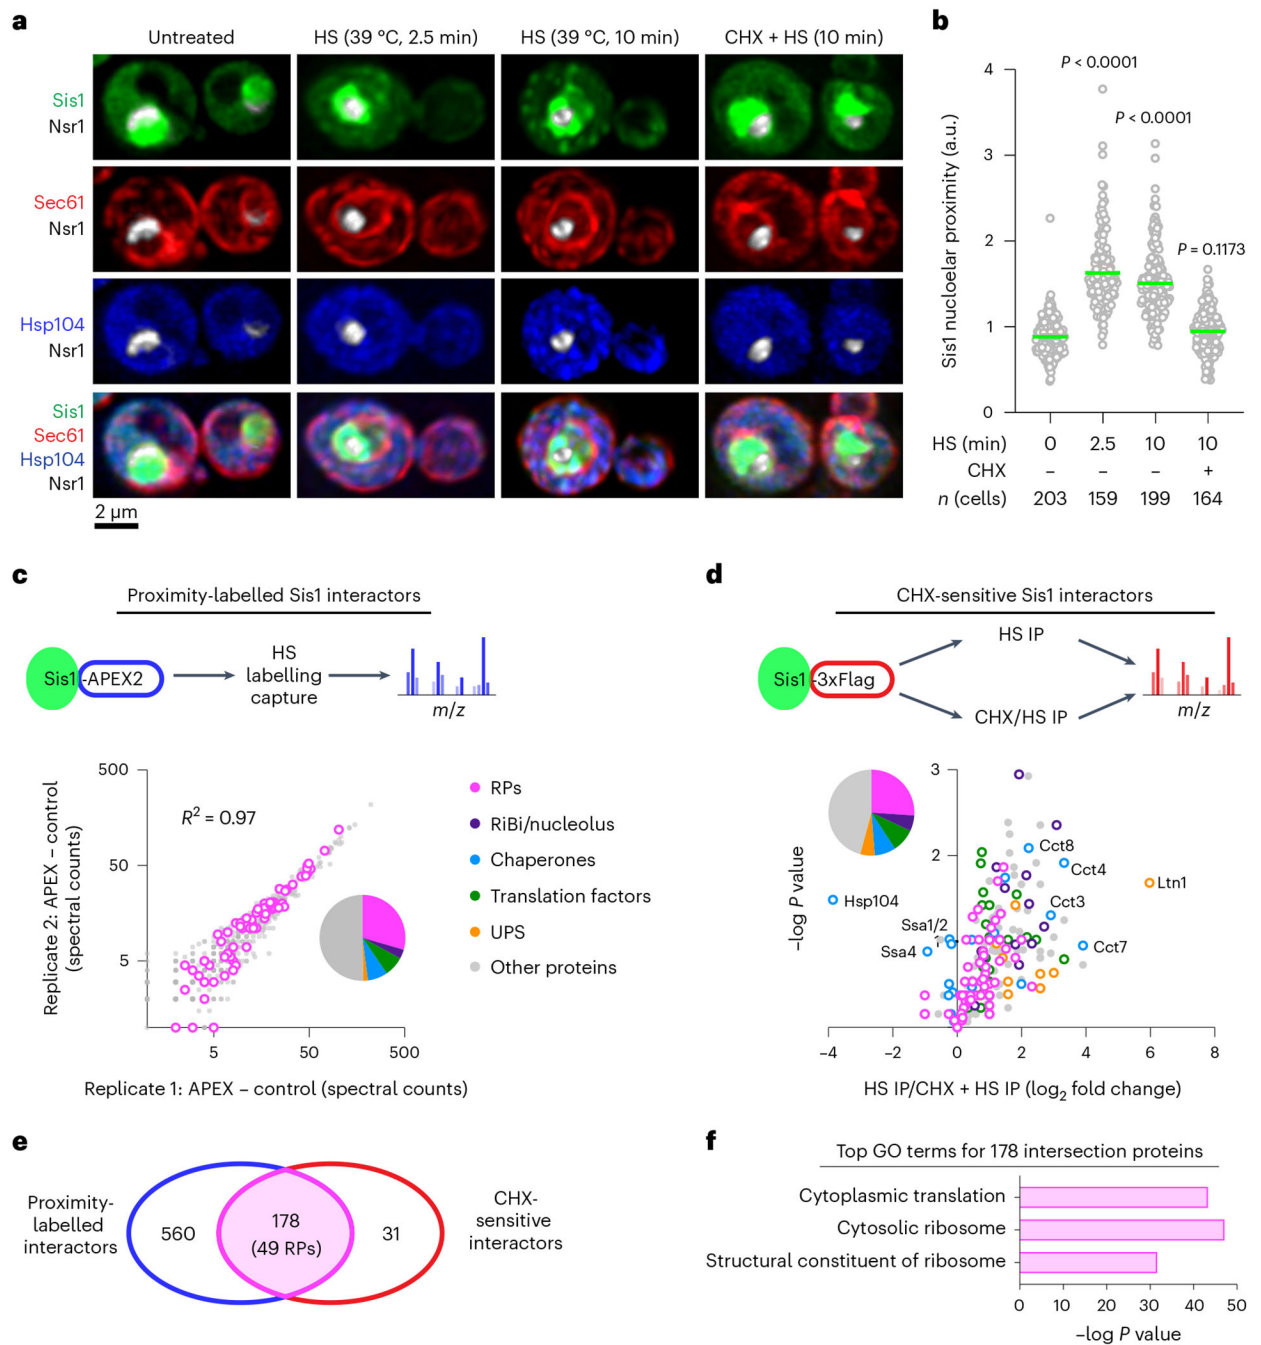 a
Untreated
HS (39 °C, 2.5 min)
HS (39 °C, 10 min)
CHX + HS (10 min)
Sis1
Nsr1
Sec61
Nsr1
Hsp104
Nsr1
Sis1
Sec61
Hsp104
Nsr1
2 µm
b
Sis1 nucloelar proximity (a.u.)
4
3
2
1
0
P < 0.0001
P < 0.0001
P = 0.1173
HS (min) 0 2.5 10 10
CHX – – – +
n (cells) 203 159 199 164
c
Proximity-labelled Sis1 interactors
Sis1 -APEX2
HS
labelling
capture
m/z
Replicate 2: APEX – control
(spectral counts)
500
50
5
R² = 0.97
5 50 500
Replicate 1: APEX – control (spectral counts)
RPs
RiBi/nucleolus
Chaperones
Translation factors
UPS
Other proteins
d
CHX-sensitive Sis1 interactors
Sis1 -3xFlag
HS IP
CHX/HS IP
m/z
–log P value
3
2
1
Cct8
Cct4
Ltn1
Hsp104
Cct3
Ssa1/2
Ssa4
Cct7
–4 –2 0 2 4 6 8
HS IP/CHX + HS IP (log₂ fold change)
e
Proximity-
labelled
interactors
560
178
(49 RPs)
31
CHX-
sensitive
interactors
f
Top GO terms for 178 intersection proteins
Cytoplasmic translation
Cytosolic ribosome
Structural constituent of ribosome
0 10 20 30 40 50
–log P value